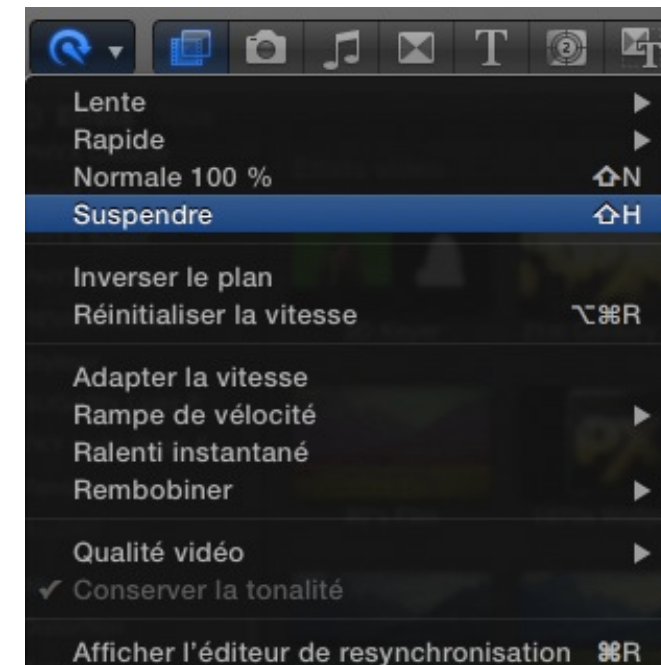 T
2
T
Lente
Rapide
Normale 100 % ⇧N
Suspendre ⇧H
Inverser le plan
Réinitialiser la vitesse ⌥⌘R
Adapter la vitesse
Rampe de vélocité
Ralenti instantané
Rembobiner
Qualité vidéo
✓ Conserver la tonalité
Afficher l’éditeur de resynchronisation ⌘R